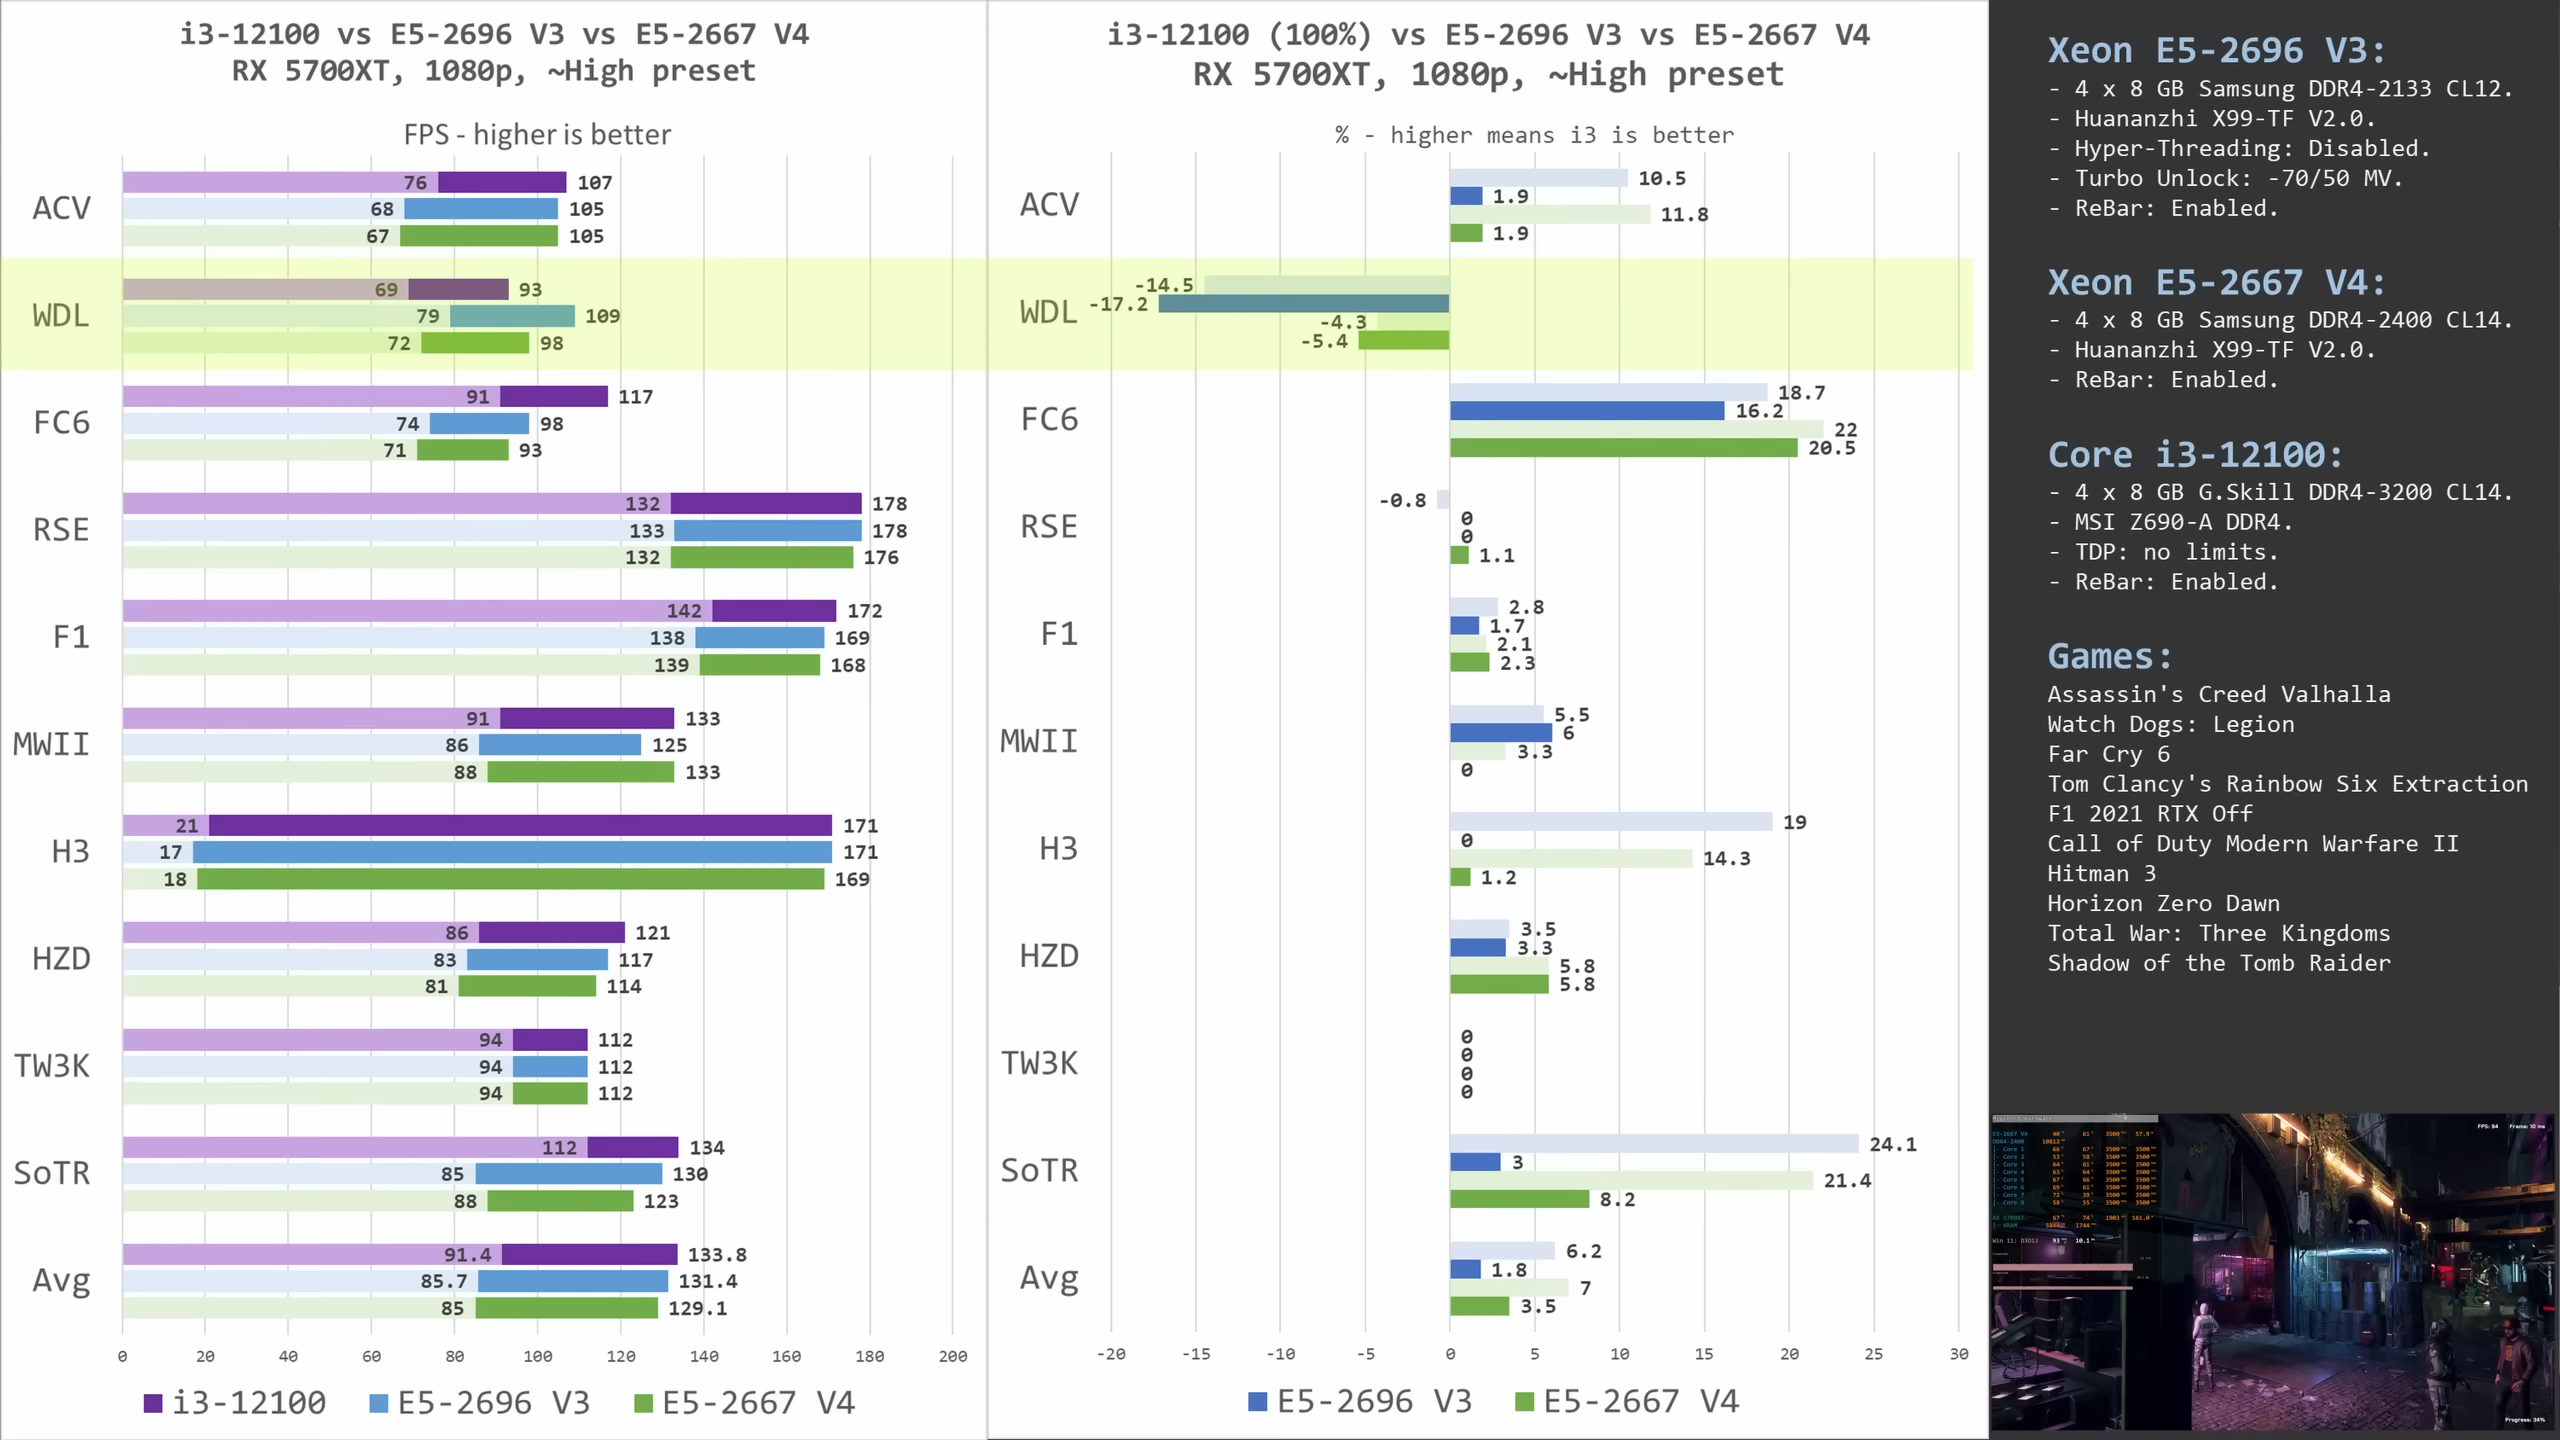 i3-12100 vs E5-2696 V3 vs E5-2667 V4
RX 5700XT, 1080p, ~High preset
FPS - higher is better
ACV
76 107
68 105
67 105
WDL
69 93
79 109
72 98
FC6
91 117
74 98
71 93
RSE
132 178
133 178
132 176
F1
142 172
138 169
139 168
MWII
91 133
86 125
88 133
H3
21 171
17 171
18 169
HZD
86 121
83 117
81 114
TW3K
94 112
94 112
94 112
SoTR
112 134
85 130
88 123
Avg
91.4 133.8
85.7 131.4
85 129.1
0 20 40 60 80 100 120 140 160 180 200
i3-12100 E5-2696 V3 E5-2667 V4
i3-12100 (100%) vs E5-2696 V3 vs E5-2667 V4
RX 5700XT, 1080p, ~High preset
% - higher means i3 is better
ACV
10.5
1.9
11.8
1.9
WDL
-14.5
-17.2
-4.3
-5.4
FC6
18.7
16.2
22
20.5
RSE
-0.8
0
0
1.1
F1
2.8
1.7
2.1
2.3
MWII
5.5
6
3.3
0
H3
19
0
14.3
1.2
HZD
3.5
3.3
5.8
5.8
TW3K
0
0
0
0
SoTR
24.1
3
21.4
8.2
Avg
6.2
1.8
7
3.5
-20 -15 -10 -5 0 5 10 15 20 25 30
E5-2696 V3 E5-2667 V4
Xeon E5-2696 V3:
- 4 x 8 GB Samsung DDR4-2133 CL12.
- Huananzhi X99-TF V2.0.
- Hyper-Threading: Disabled.
- Turbo Unlock: -70/50 MV.
- ReBar: Enabled.
Xeon E5-2667 V4:
- 4 x 8 GB Samsung DDR4-2400 CL14.
- Huananzhi X99-TF V2.0.
- ReBar: Enabled.
Core i3-12100:
- 4 x 8 GB G.Skill DDR4-3200 CL14.
- MSI Z690-A DDR4.
- TDP: no limits.
- ReBar: Enabled.
Games:
Assassin's Creed Valhalla
Watch Dogs: Legion
Far Cry 6
Tom Clancy's Rainbow Six Extraction
F1 2021 RTX Off
Call of Duty Modern Warfare II
Hitman 3
Horizon Zero Dawn
Total War: Three Kingdoms
Shadow of the Tomb Raider
FPS: 94 Frame: 10 ms
E5-2667 V4
DDR4-2400
Progress: 34%